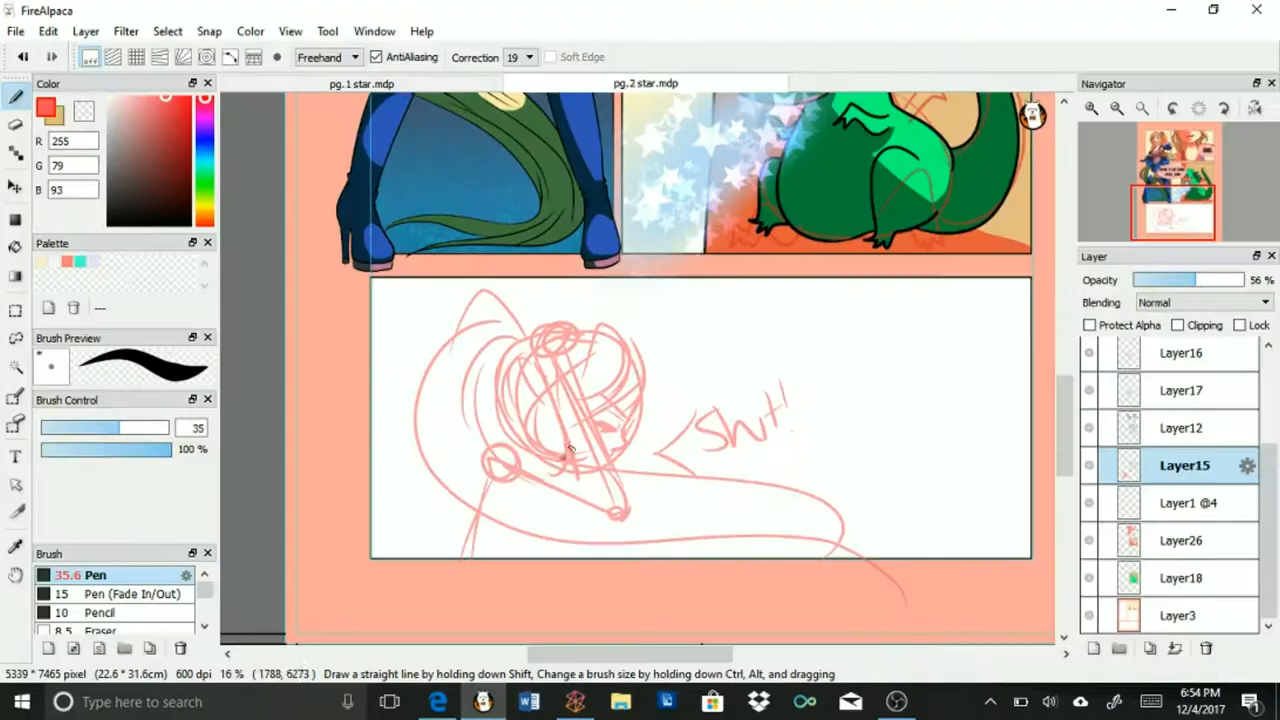 FireAlpaca
File Edit Layer Filter Select Snap Color View Tool Window Help
off Freehand AntiAliasing Correction 19 Soft Edge
Color
pg.1 star.mdp pg.2 star.mdp
Navigator
R 255
G 79
B 93
Palette
---
Brush Preview
Brush Control
35
100 %
Brush
35.6 Pen
15 Pen (Fade In/Out)
10 Pencil
8.5 Eraser
Layer
Opacity 56 %
Blending Normal
Protect Alpha Clipping Lock
Layer16
Layer17
Layer12
Layer15
Layer1 @4
Layer26
Layer18
Layer3
Shit!
5339 * 7465 pixel (22.6 * 31.6cm) 600 dpi 16 % ( 1788, 6273 ) Draw a straight line by holding down Shift, Change a brush size by holding down Ctrl, Alt, and dragging
Type here to search
6:54 PM
12/4/2017